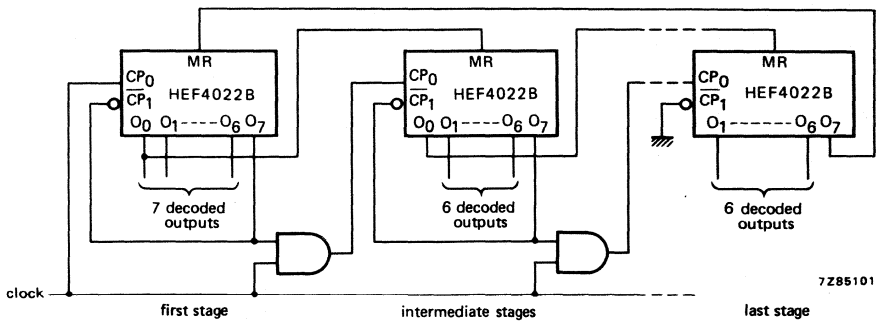 MR
CP0
HEF4022B
CP1
O0 O1 ----- O6 O7
7 decoded
outputs
MR
CP0
HEF4022B
CP1
O0 O1 ---- O6 O7
6 decoded
outputs
MR
CP0
HEF4022B
CP1
O1 ------- O6 O7
6 decoded
outputs
7Z85101
clock
first stage
intermediate stages
last stage